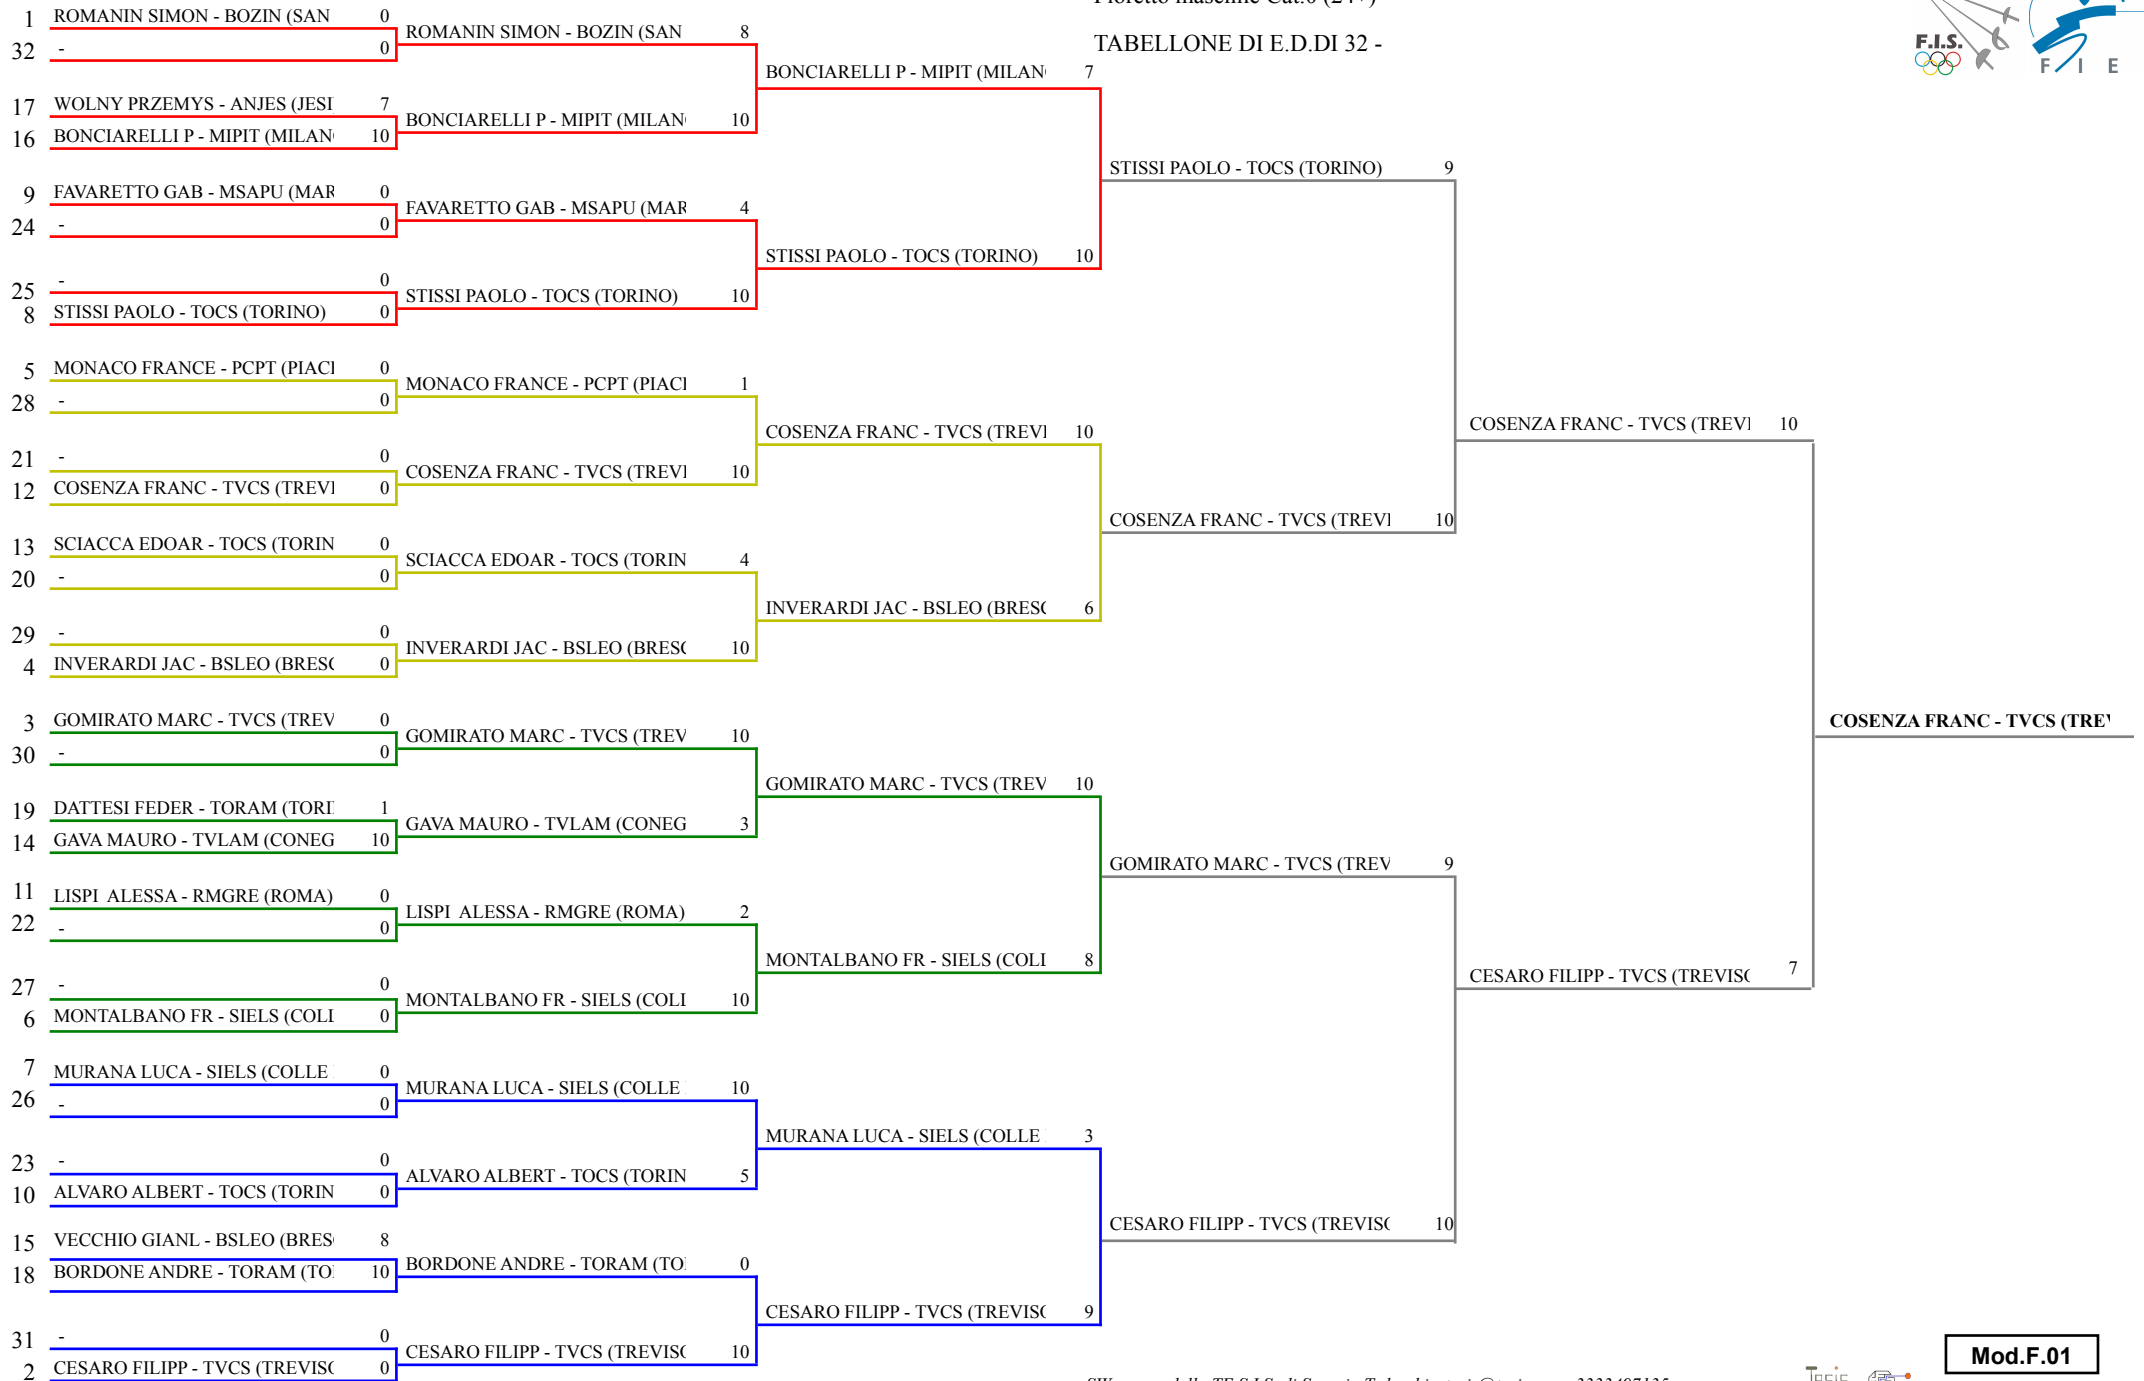 Fioretto maschile Cat.0 (24+)
TABELLONE DI E.D.DI 32 -
F.I.S.
F I E
1 ROMANIN SIMON - BOZIN (SAN 0
32 - 0
17 WOLNY PRZEMYS - ANJES (JESI 7
16 BONCIARELLI P - MIPIT (MILAN 10
9 FAVARETTO GAB - MSAPU (MAR 0
24 - 0
25 - 0
8 STISSI PAOLO - TOCS (TORINO) 0
5 MONACO FRANCE - PCPT (PIACI 0
28 - 0
21 - 0
12 COSENZA FRANC - TVCS (TREVI 0
13 SCIACCA EDOAR - TOCS (TORIN 0
20 - 0
29 - 0
4 INVERARDI JAC - BSLEO (BRESC 0
3 GOMIRATO MARC - TVCS (TREV 0
30 - 0
19 DATTESI FEDER - TORAM (TORI 1
14 GAVA MAURO - TVLAM (CONEG 10
11 LISPI ALESSA - RMGRE (ROMA) 0
22 - 0
27 - 0
6 MONTALBANO FR - SIELS (COLI 0
7 MURANA LUCA - SIELS (COLLE 0
26 - 0
23 - 0
10 ALVARO ALBERT - TOCS (TORIN 0
15 VECCHIO GIANL - BSLEO (BRES 8
18 BORDONE ANDRE - TORAM (TO 10
31 - 0
2 CESARO FILIPP - TVCS (TREVISO 0
ROMANIN SIMON - BOZIN (SAN 8
BONCIARELLI P - MIPIT (MILAN 10
FAVARETTO GAB - MSAPU (MAR 4
STISSI PAOLO - TOCS (TORINO) 10
MONACO FRANCE - PCPT (PIACI 1
COSENZA FRANC - TVCS (TREVI 10
SCIACCA EDOAR - TOCS (TORIN 4
INVERARDI JAC - BSLEO (BRESC 10
GOMIRATO MARC - TVCS (TREV 10
GAVA MAURO - TVLAM (CONEG 3
LISPI ALESSA - RMGRE (ROMA) 2
MONTALBANO FR - SIELS (COLI 10
MURANA LUCA - SIELS (COLLE 10
ALVARO ALBERT - TOCS (TORIN 5
BORDONE ANDRE - TORAM (TO 0
CESARO FILIPP - TVCS (TREVISO 10
BONCIARELLI P - MIPIT (MILAN 7
STISSI PAOLO - TOCS (TORINO) 10
COSENZA FRANC - TVCS (TREVI 10
INVERARDI JAC - BSLEO (BRESC 6
GOMIRATO MARC - TVCS (TREV 10
MONTALBANO FR - SIELS (COLI 8
MURANA LUCA - SIELS (COLLE 3
CESARO FILIPP - TVCS (TREVISO 9
STISSI PAOLO - TOCS (TORINO) 9
COSENZA FRANC - TVCS (TREVI 10
GOMIRATO MARC - TVCS (TREV 9
CESARO FILIPP - TVCS (TREVISO 10
COSENZA FRANC - TVCS (TREVI 10
CESARO FILIPP - TVCS (TREVISO 7
COSENZA FRANC - TVCS (TREV
Mod.F.01